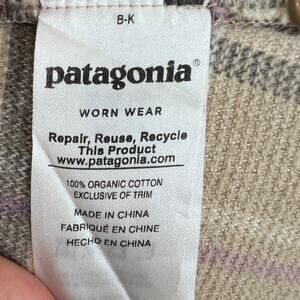 B-K
patagonia®
WORN WEAR
Repair, Reuse, Recycle
This Product
www.patagonia.com
100% ORGANIC COTTON
EXCLUSIVE OF TRIM
MADE IN CHINA
FABRIQUÉ EN CHINE
HECHO EN CHINA